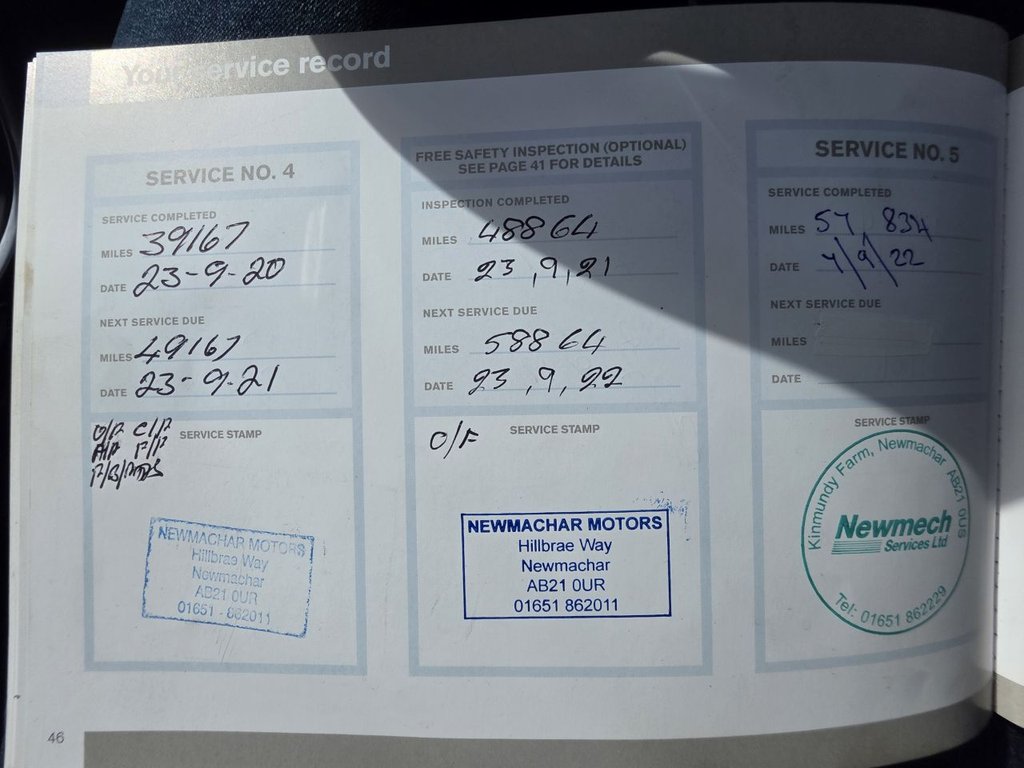 Your service record
SERVICE NO. 4
SERVICE COMPLETED
MILES 39167
DATE 23-9-20
NEXT SERVICE DUE
MILES 49167
DATE 23-9-21
SERVICE STAMP
NEWMACHAR MOTORS
Hillbrae Way
Newmachar
AB21 0UR
01651 - 862011
FREE SAFETY INSPECTION (OPTIONAL)
SEE PAGE 41 FOR DETAILS
INSPECTION COMPLETED
MILES 48864
DATE 23,9,21
NEXT SERVICE DUE
MILES 58864
DATE 23,9,22
SERVICE STAMP
O/F
NEWMACHAR MOTORS
Hillbrae Way
Newmachar
AB21 0UR
01651 862011
SERVICE NO. 5
SERVICE COMPLETED
MILES 57 834
DATE 7/9/22
NEXT SERVICE DUE
MILES
DATE
SERVICE STAMP
Kinmundy Farm, Newmachar AB21 0US
Newmech
Services Ltd
Tel: 01651 862229
46